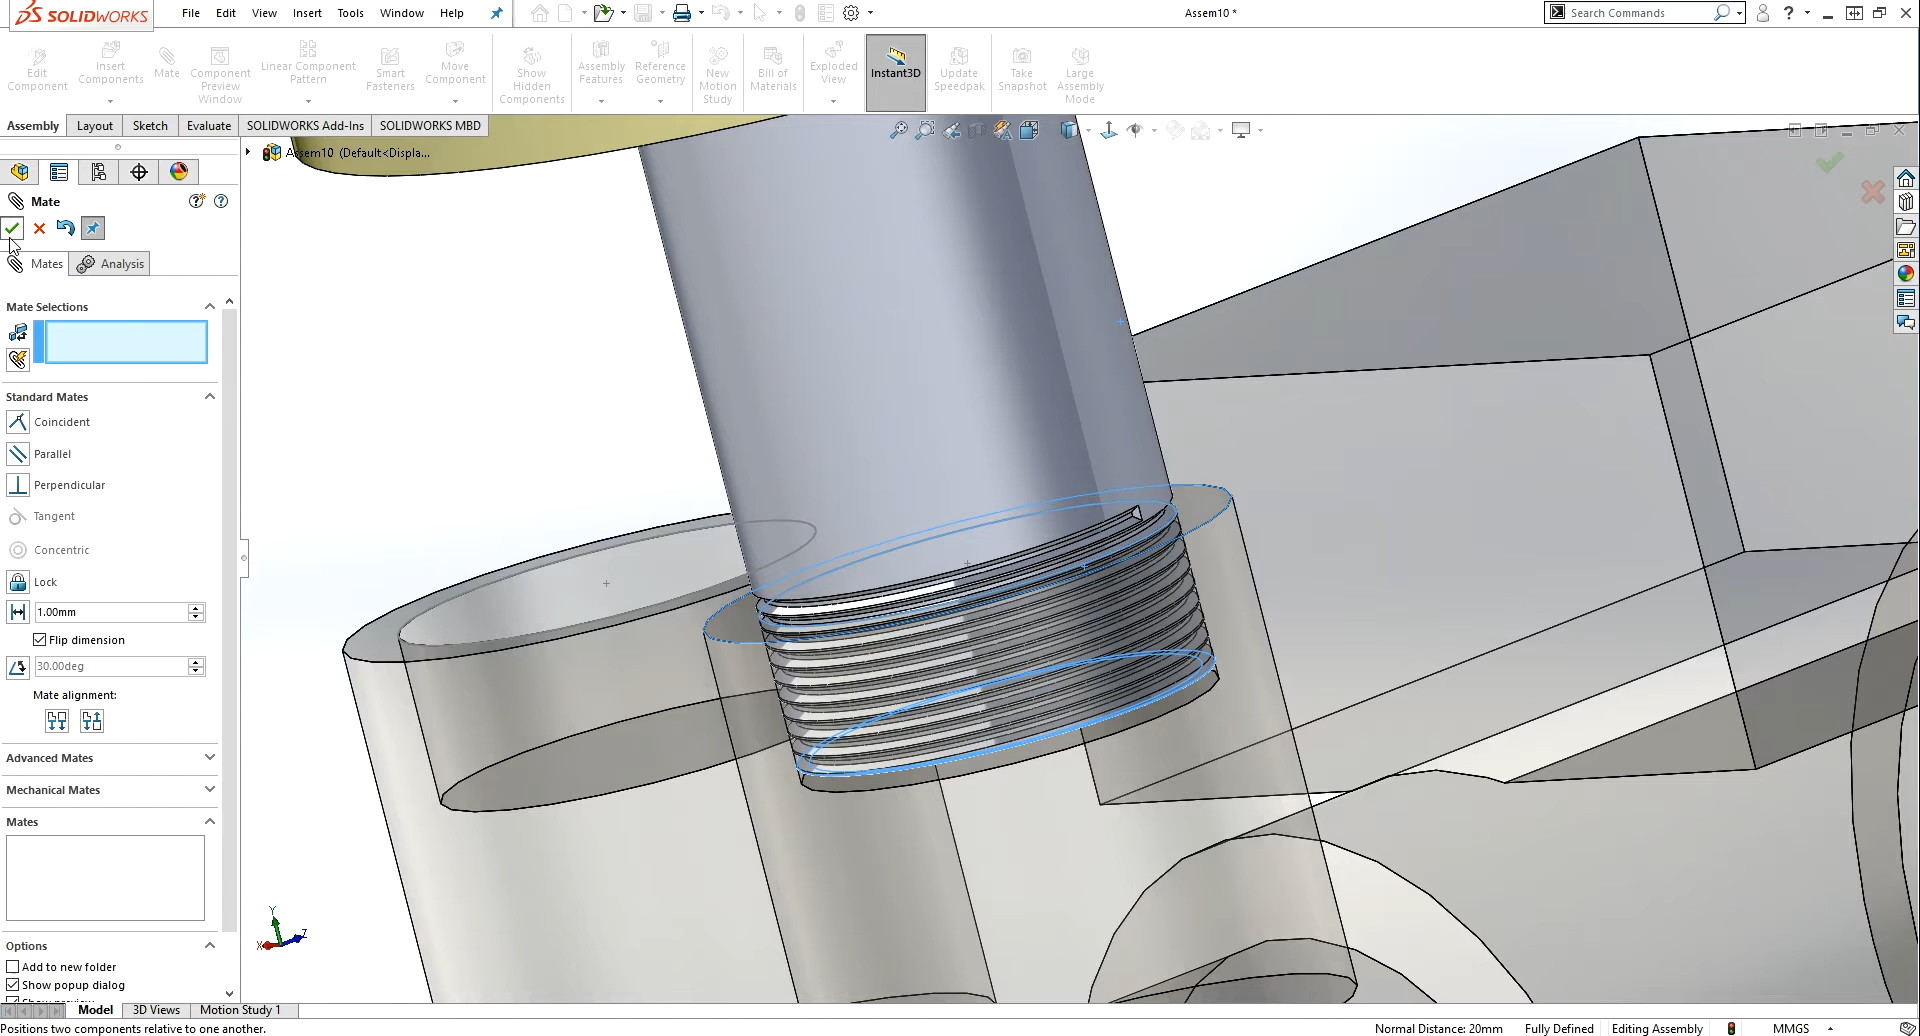 SOLIDWORKS File Edit View Insert Tools Window Help Assem10 * Search Commands
Edit Component
Insert Components
Mate
Component Preview Window
Linear Component Pattern
Smart Fasteners
Move Component
Show Hidden Components
Assembly Features
Reference Geometry
New Motion Study
Bill of Materials
Exploded View
Instant3D
Update Speedpak
Take Snapshot
Large Assembly Mode
Assembly Layout Sketch Evaluate SOLIDWORKS Add-Ins SOLIDWORKS MBD
Assem10 (Default<Displa...
Mate
Mates Analysis
Mate Selections
Standard Mates
Coincident
Parallel
Perpendicular
Tangent
Concentric
Lock
1.00mm
Flip dimension
30.00deg
Mate alignment:
Advanced Mates
Mechanical Mates
Mates
Options
Add to new folder
Show popup dialog
Y
X Z
Model 3D Views Motion Study 1
Positions two components relative to one another. Normal Distance: 20mm Fully Defined Editing Assembly MMGS